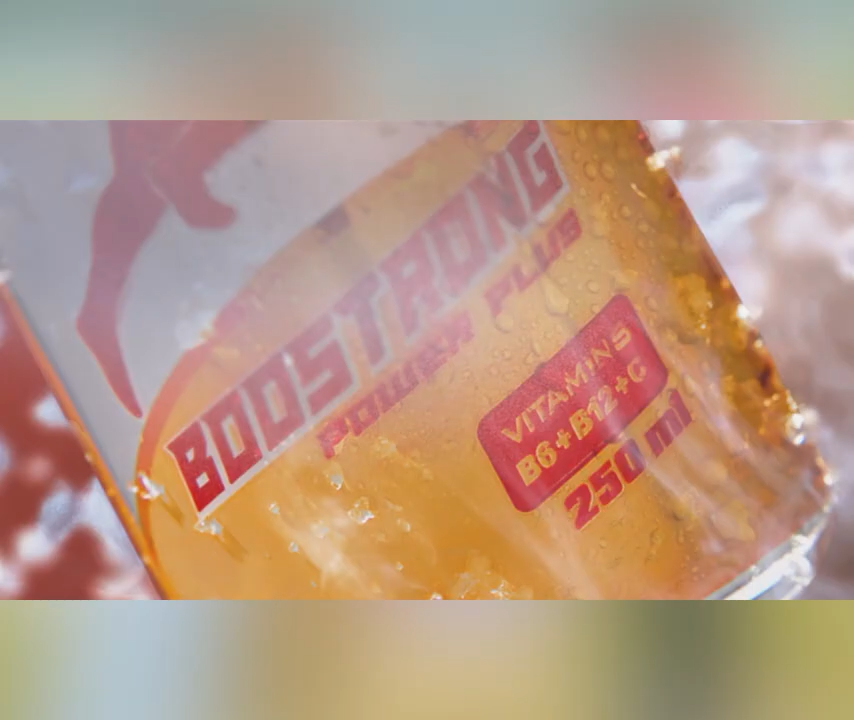 BOOSTRONG
POWER PLUS
VITAMINS
B6+B12+C
250 ml